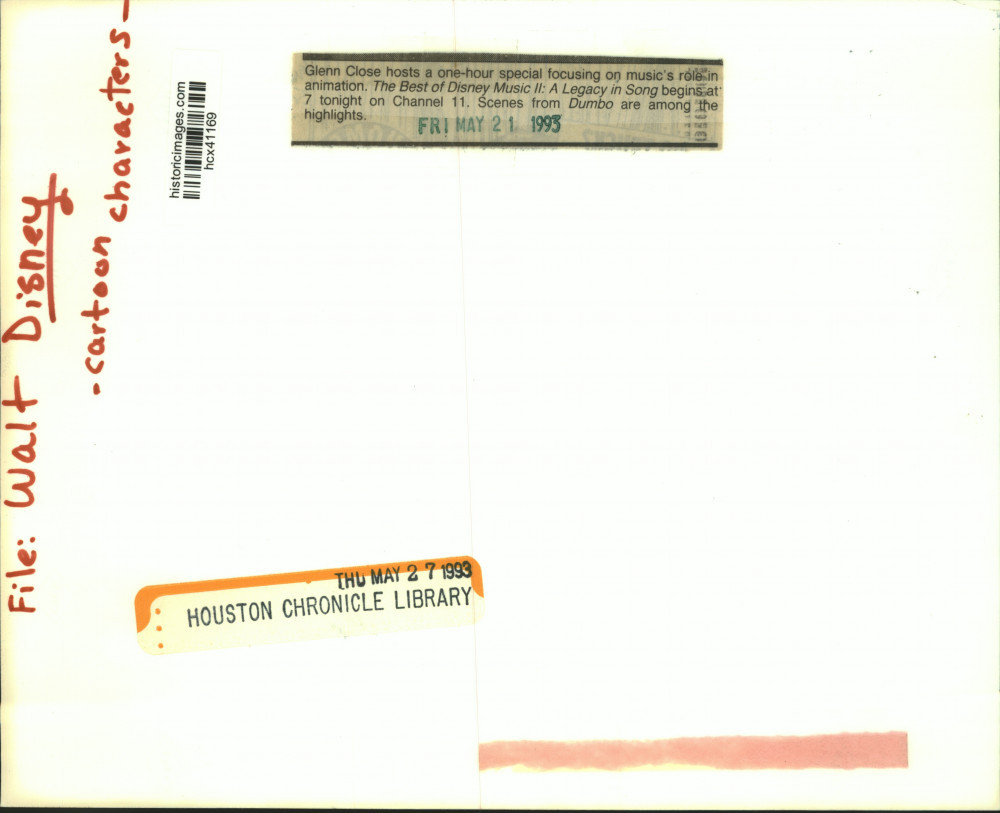 Glenn Close hosts a one-hour special focusing on music's role in
animation. The Best of Disney Music II: A Legacy in Song begins at
7 tonight on Channel 11. Scenes from Dumbo are among the
highlights.
FRI MAY 21 1993
historicimages.com
hcx41169
File: Walt Disney
-cartoon characters-
THU MAY 27 1993
HOUSTON CHRONICLE LIBRARY